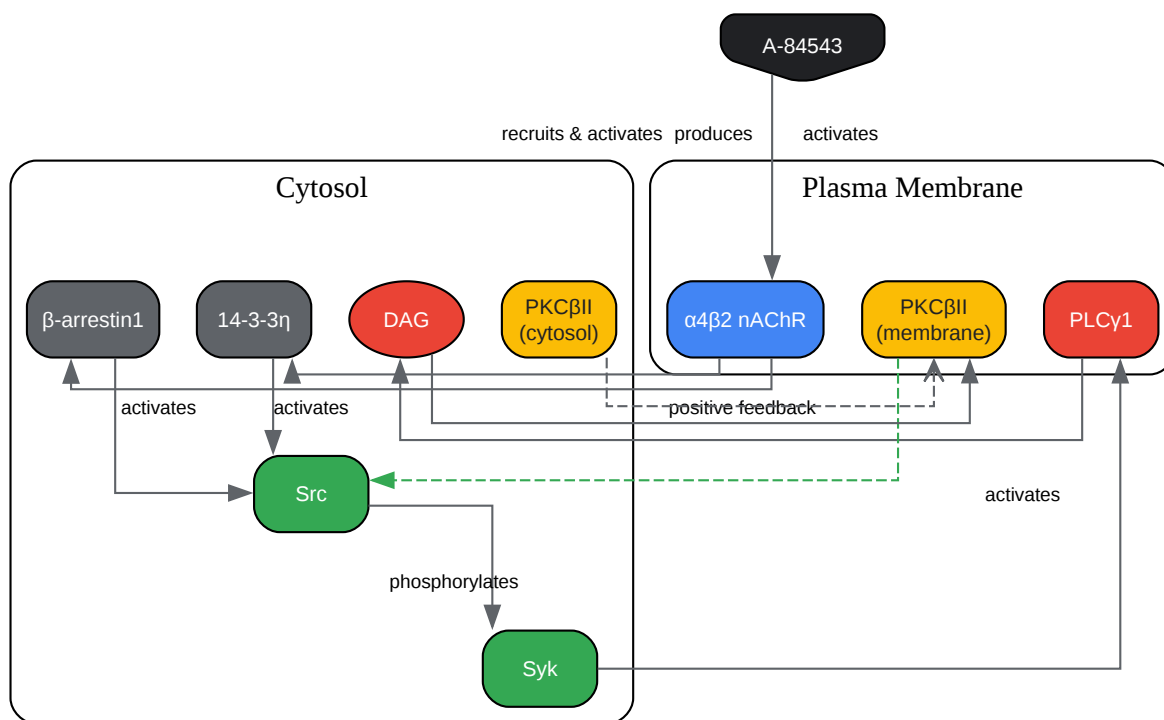 A-84543
recruits & activates produces activates
Cytosol
Plasma Membrane
β-arrestin1
14-3-3η
DAG
PKCβII
(cytosol)
α4β2 nAChR
PKCβII
(membrane)
PLCγ1
activates
activates
positive feedback
Src
activates
phosphorylates
Syk